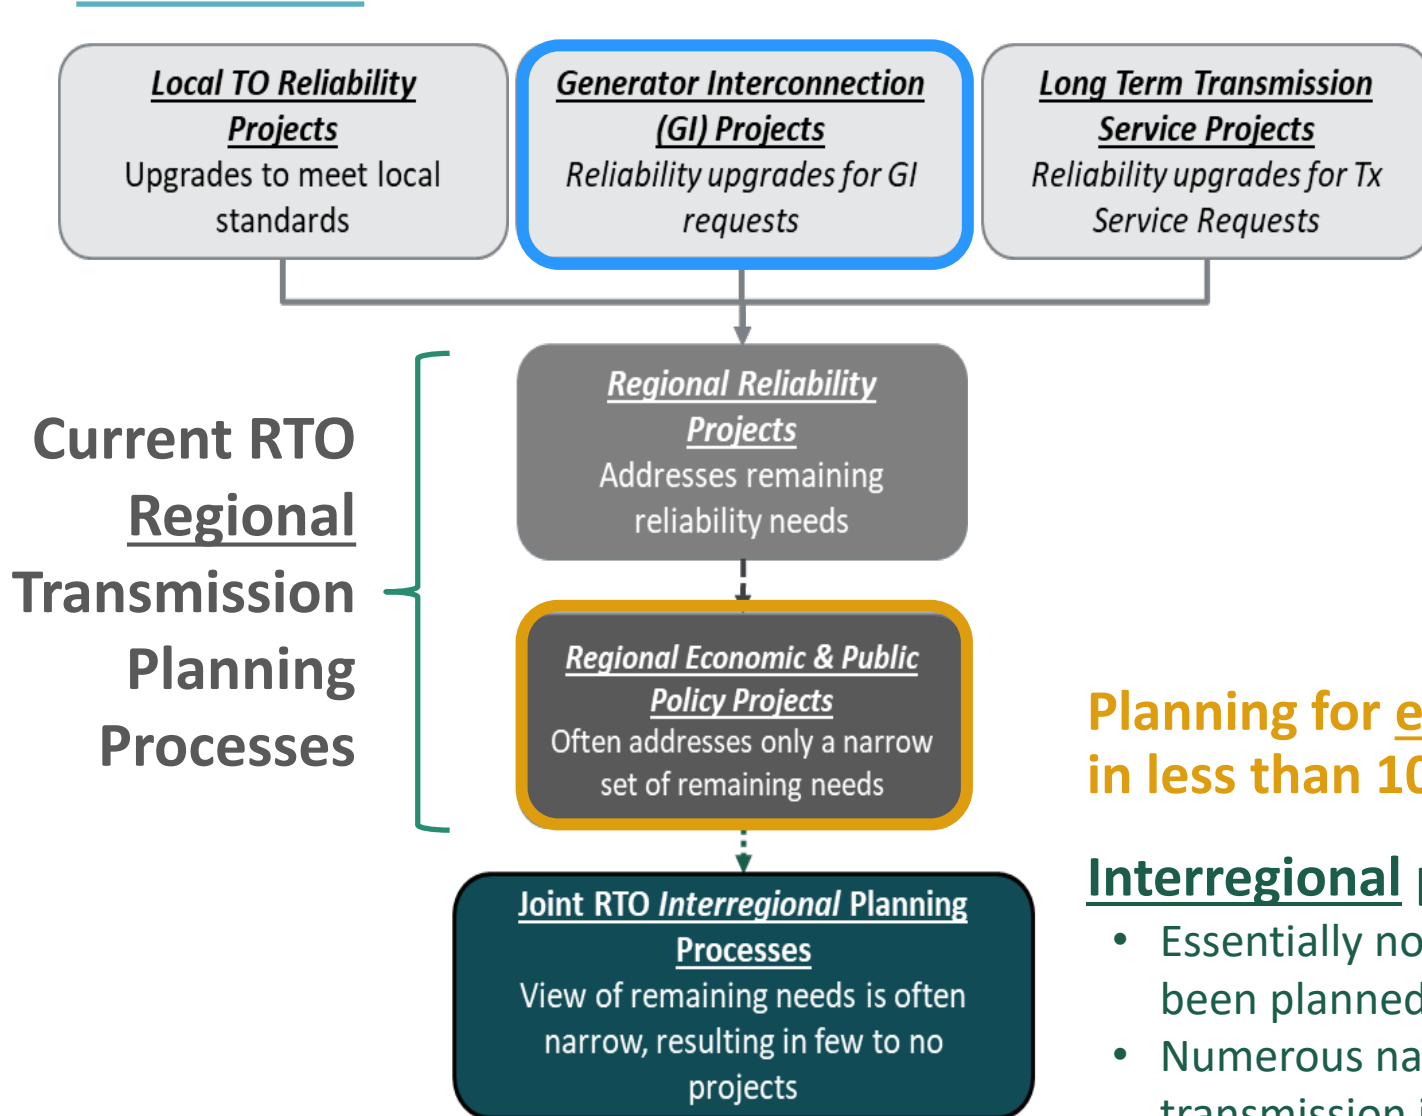 Local TO Reliability
Projects
Upgrades to meet local
standards
Generator Interconnection
(GI) Projects
Reliability upgrades for GI
requests
Long Term Transmission
Service Projects
Reliability upgrades for Tx
Service Requests
Current RTO
Regional
Transmission
Planning
Processes
Regional Reliability
Projects
Addresses remaining
reliability needs
Regional Economic & Public
Policy Projects
Often addresses only a narrow
set of remaining needs
Joint RTO Interregional Planning
Processes
View of remaining needs is often
narrow, resulting in few to no
projects
Planning for
in less than
Interregional
• Essentially no
been planned
• Numerous
transmission